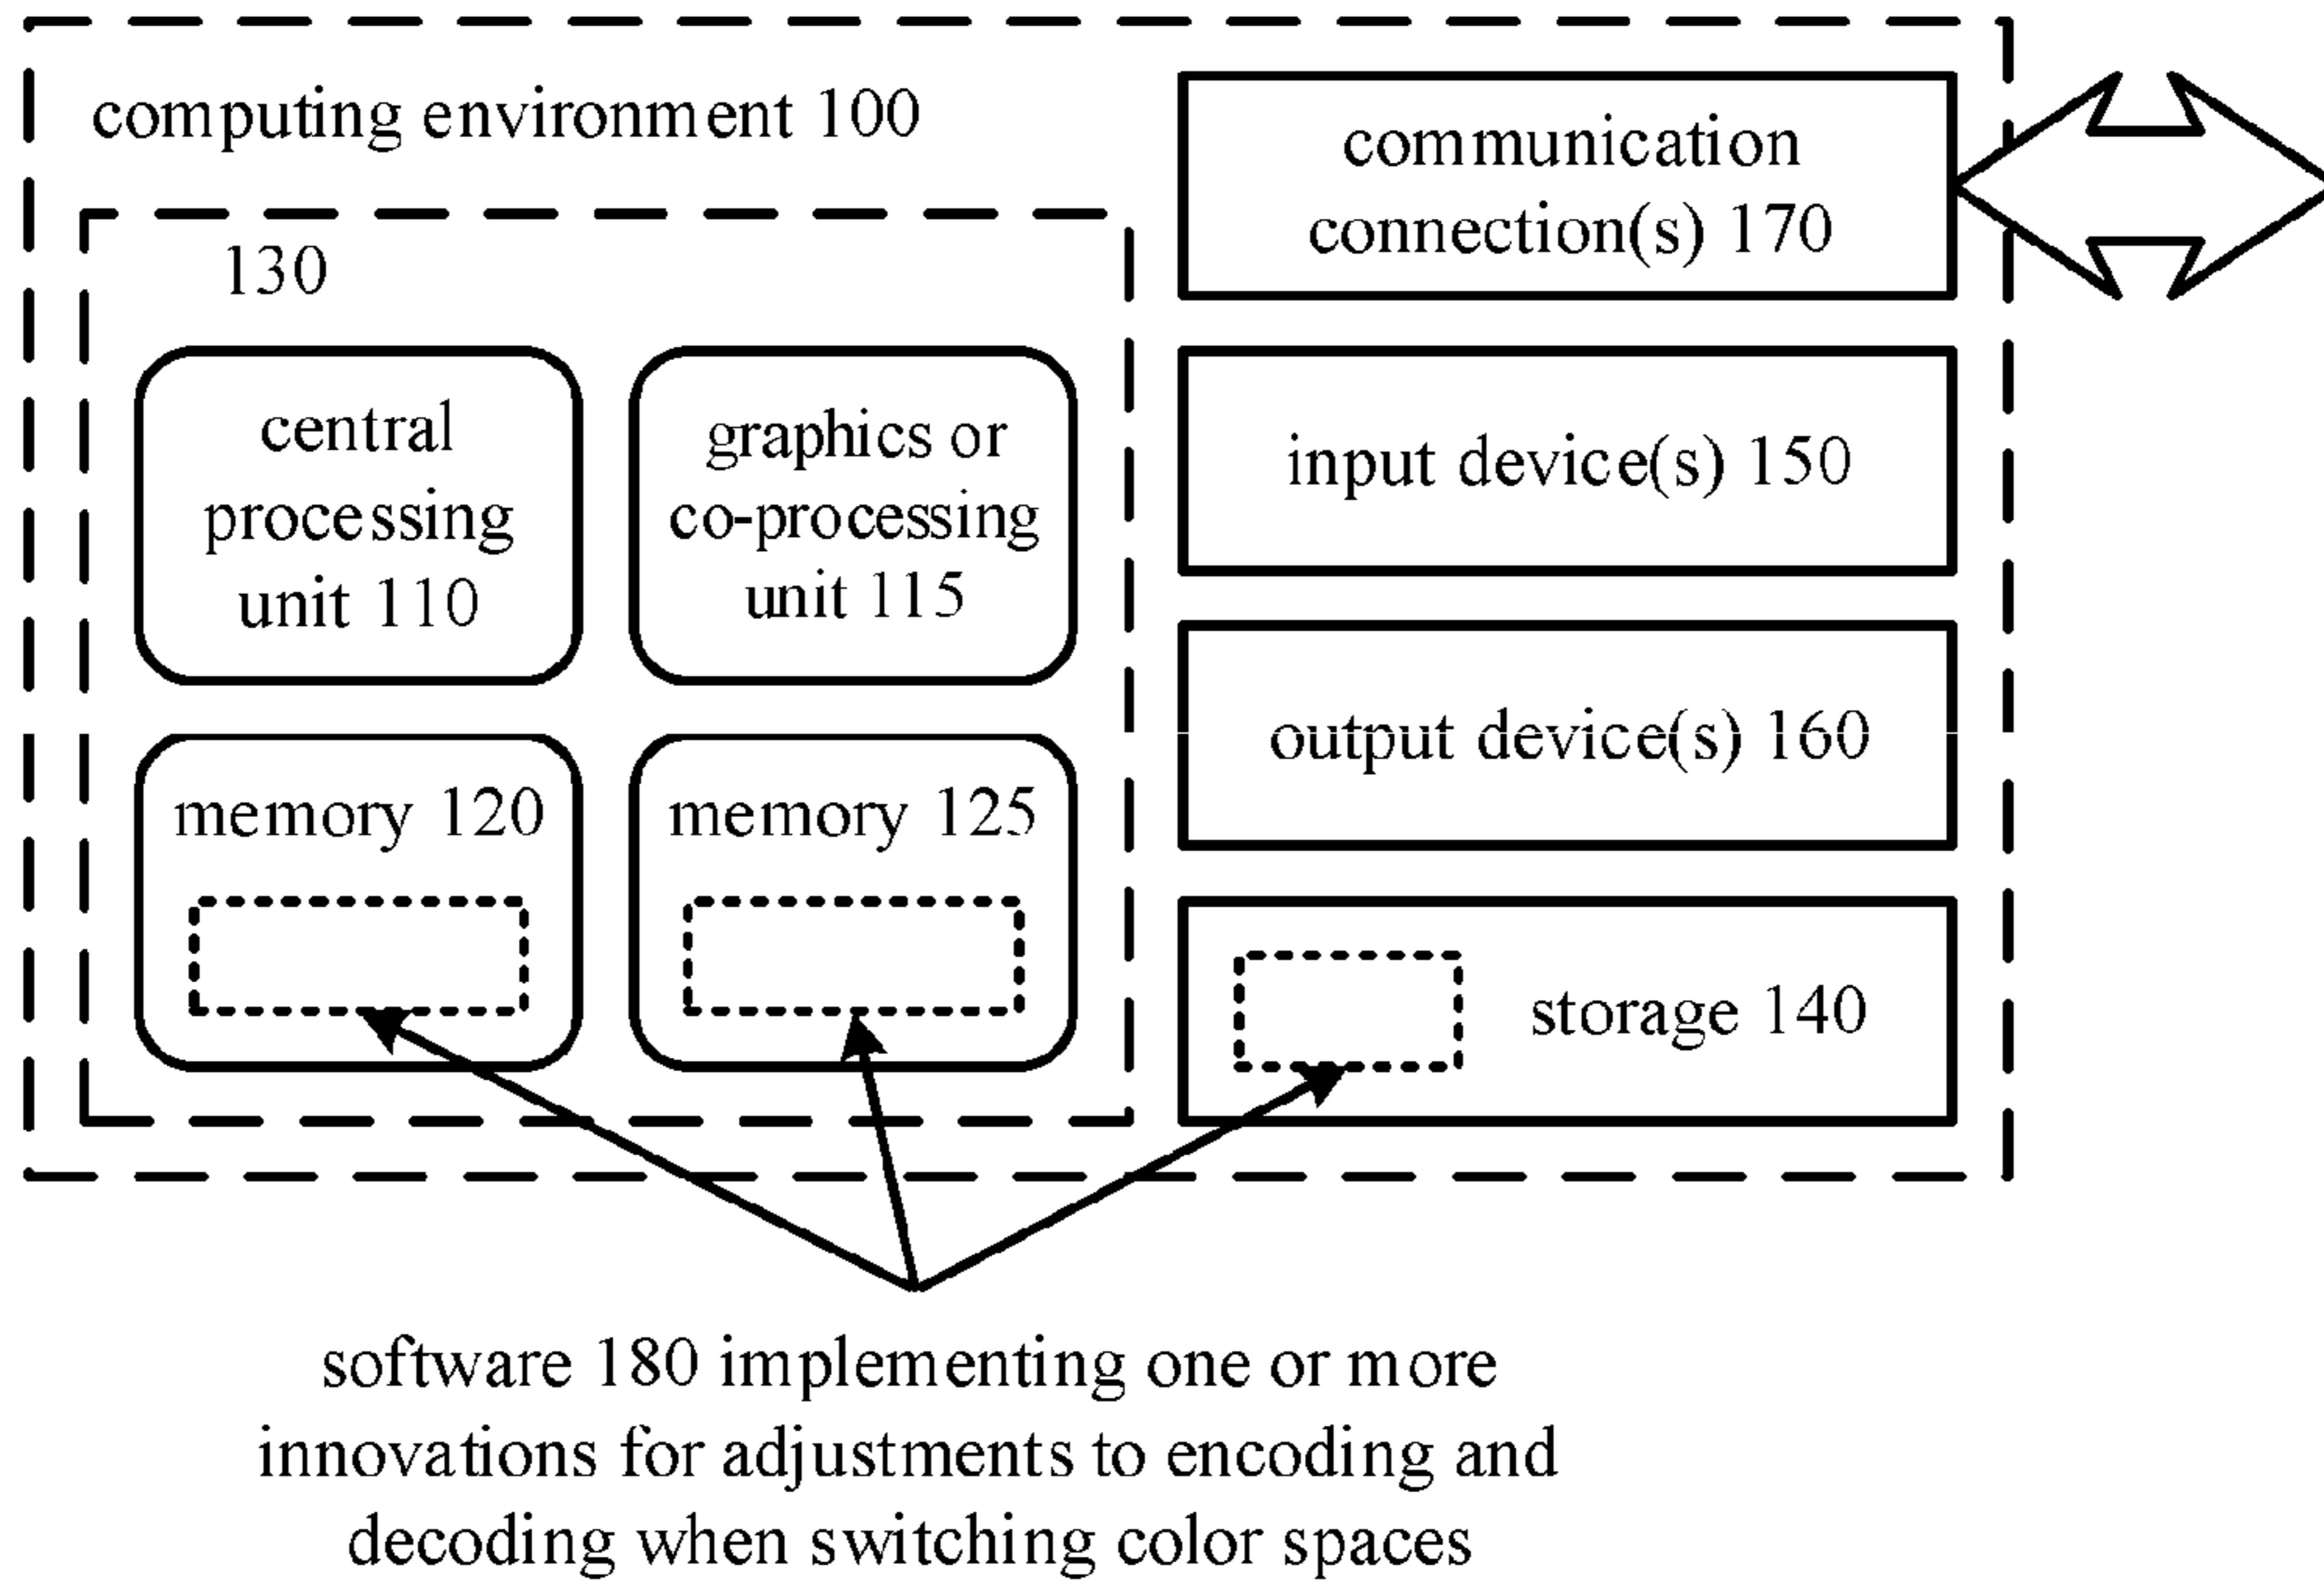 computing environment 100
130
central
processing
unit 110
graphics or
co-processing
unit 115
memory 120
memory 125
communication
connection(s) 170
input device(s) 150
output device(s) 160
storage 140
software 180 implementing one or more
innovations for adjustments to encoding and
decoding when switching color spaces